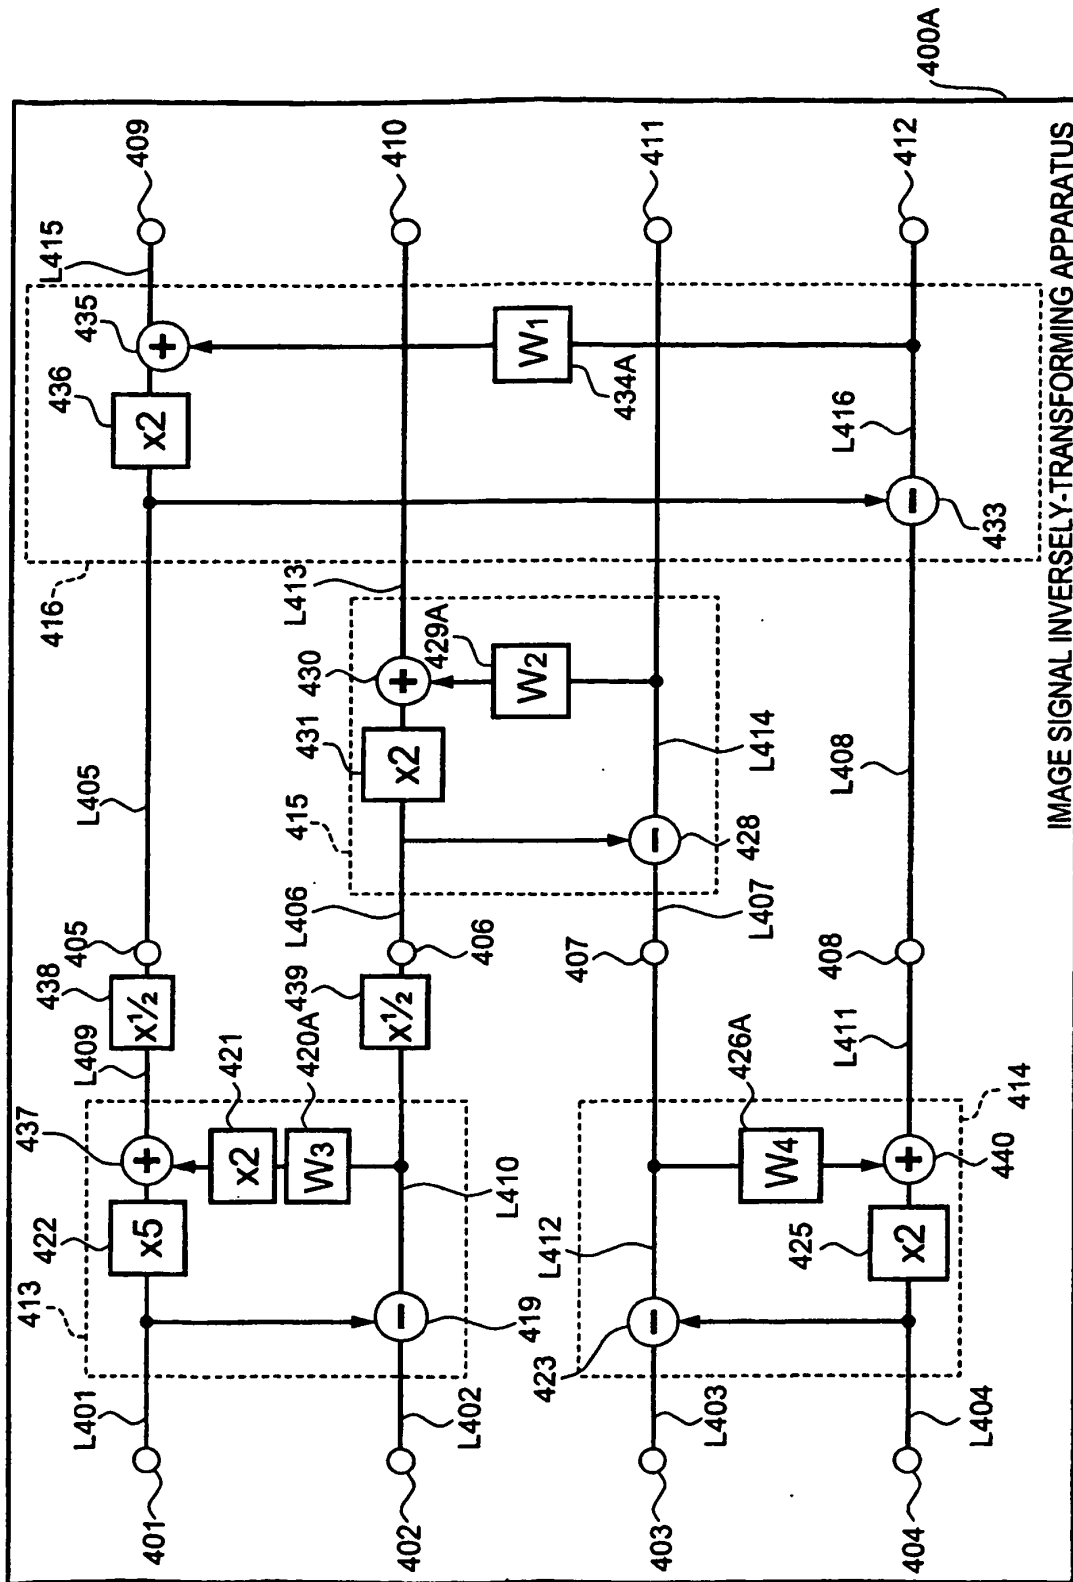 400A
409
410
411
412
L415
435
436
x2
+
W1
434A
L416
−
433
416
L413
430
429A
431
x2
+
W2
415
L414
−
428
L405
L406
L407
L408
405
406
407
408
438
x½
439
x½
L409
L411
437
421
420A
426A
+
x2
W3
W4
+
440
414
422
x5
L410
L412
425
x2
413
−
419
423
−
L401
L402
L403
L404
401
402
403
404
IMAGE SIGNAL INVERSELY-TRANSFORMING APPARATUS